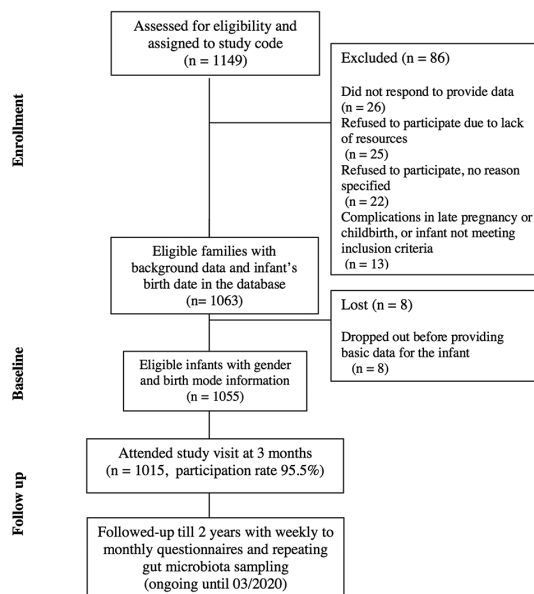 Assessed for eligibility and
assigned to study code
(n = 1149)
Excluded (n = 86)
Did not respond to provide data
(n = 26)
Refused to participate due to lack
of resources
(n = 25)
Refused to participate, no reason
specified
(n = 22)
Complications in late pregnancy or
childbirth, or infant not meeting
inclusion criteria
(n = 13)
Enrollment
Eligible families with
background data and infant's
birth date in the database
(n= 1063)
Lost (n = 8)
Dropped out before providing
basic data for the infant
(n = 8)
Baseline
Eligible infants with gender
and birth mode information
(n = 1055)
Attended study visit at 3 months
(n = 1015, participation rate 95.5%)
Follow up
Followed-up till 2 years with weekly to
monthly questionnaires and repeating
gut microbiota sampling
(ongoing until 03/2020)